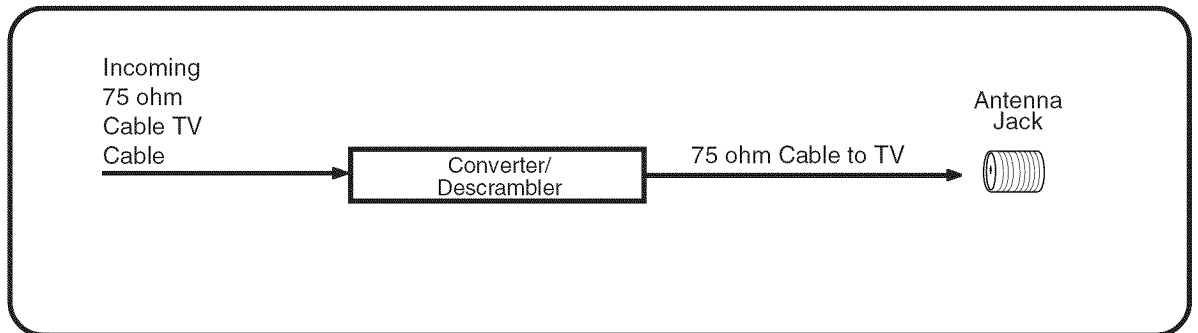 Incoming
75 ohm
Cable TV
Cable
Converter/
Descrambler
75 ohm Cable to TV
Antenna
Jack